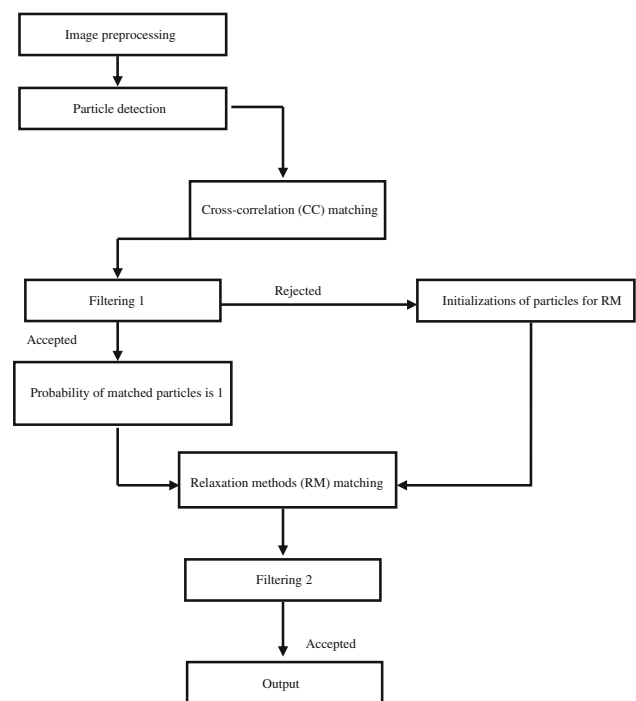 Image preprocessing
Particle detection
Cross-correlation (CC) matching
Filtering 1
Rejected
Initializations of particles for RM
Accepted
Probability of matched particles is 1
Relaxation methods (RM) matching
Filtering 2
Accepted
Output